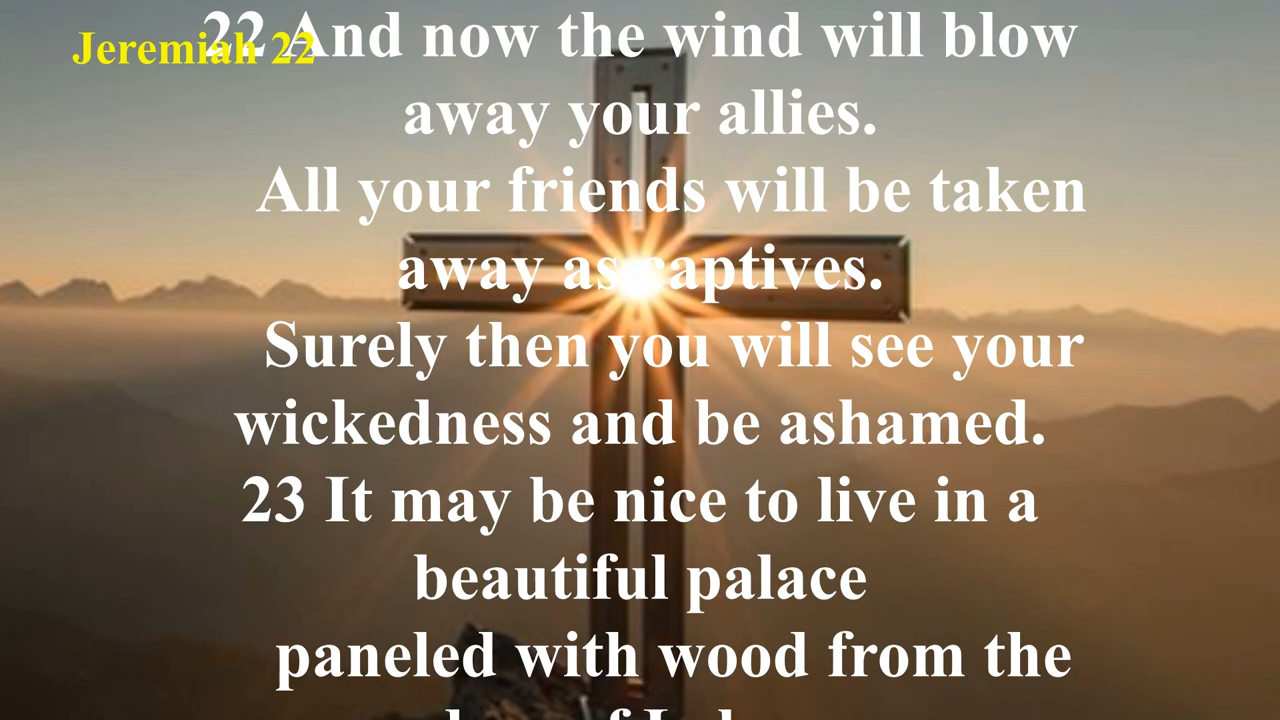 Jeremiah 22
22 And now the wind will blow
away your allies.
All your friends will be taken
away as captives.
Surely then you will see your
wickedness and be ashamed.
23 It may be nice to live in a
beautiful palace
paneled with wood from the